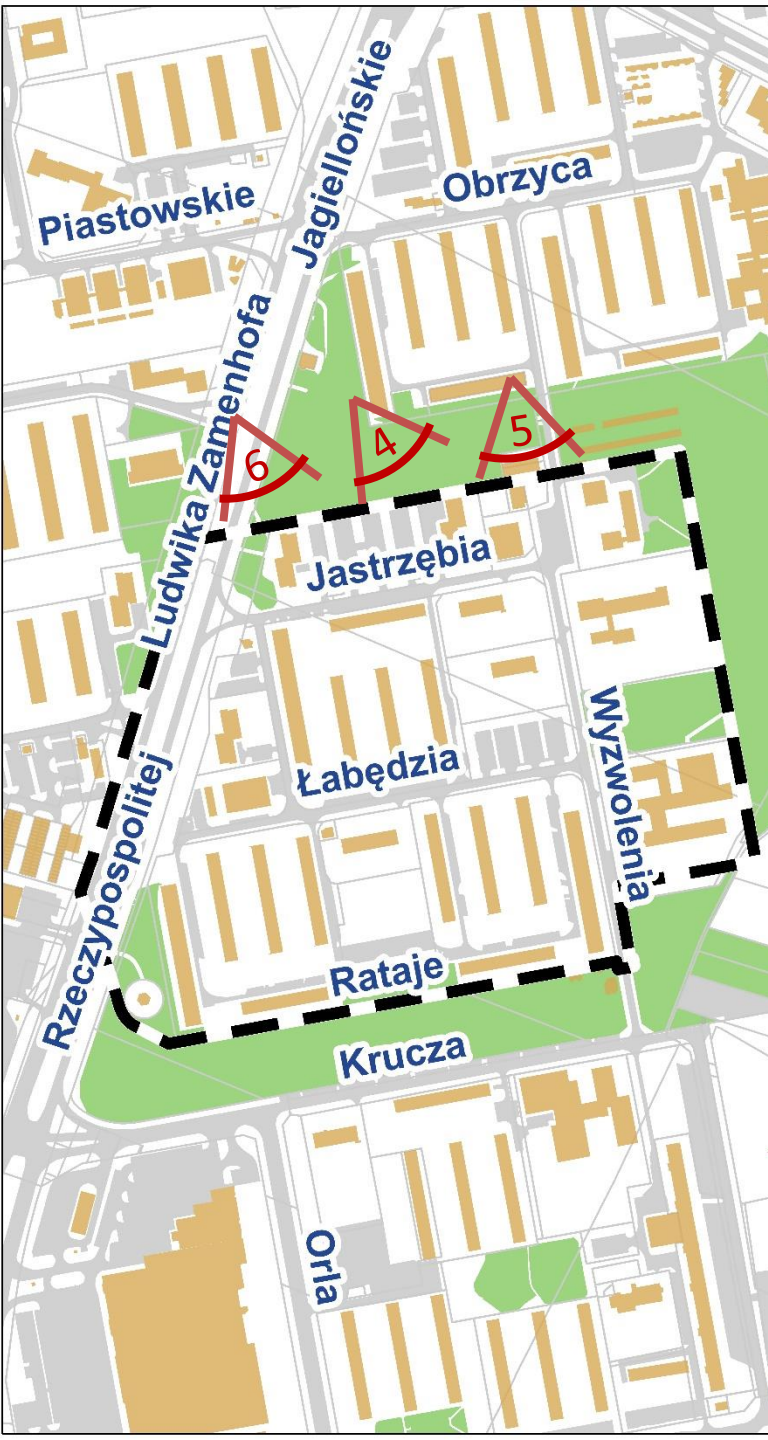 Jagiellońskie
Obrzyca
Piastowskie
Ludwika Zamenhofa
6
4
5
Jastrzębia
Wyzwolenia
Łabędzia
Rzeczypospolitej
Rataje
Krucza
Orla